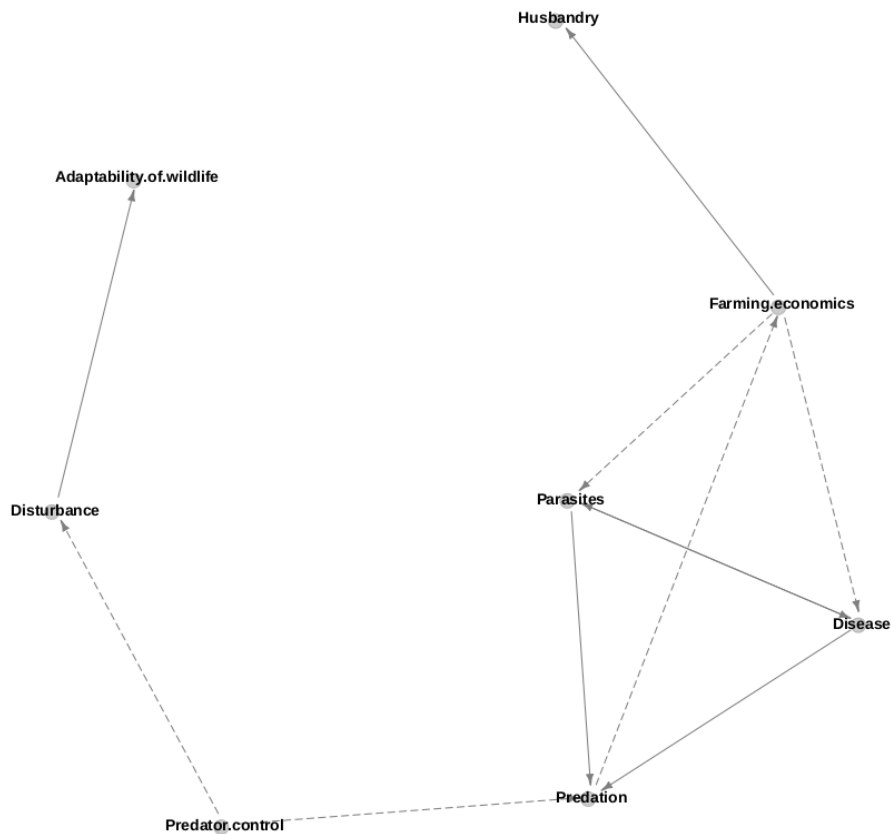 Husbandry
Adaptability.of.wildlife
Farming.economics
Parasites
Disturbance
Disease
Predation
Predator.control